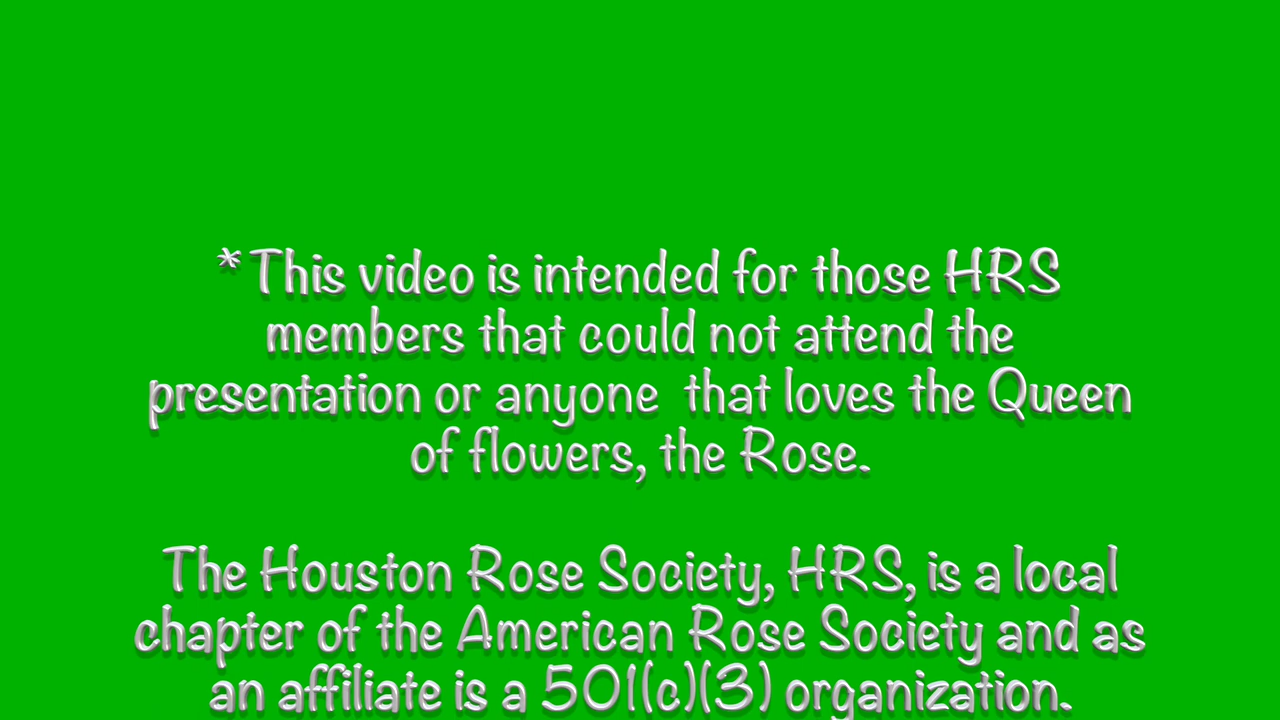 * This video is intended for those HRS
members that could not attend the
presentation or anyone  that loves the Queen
of flowers, the Rose.
The Houston Rose Society, HRS, is a local
chapter of the American Rose Society and as
an affiliate is a 501(c)(3) organization.